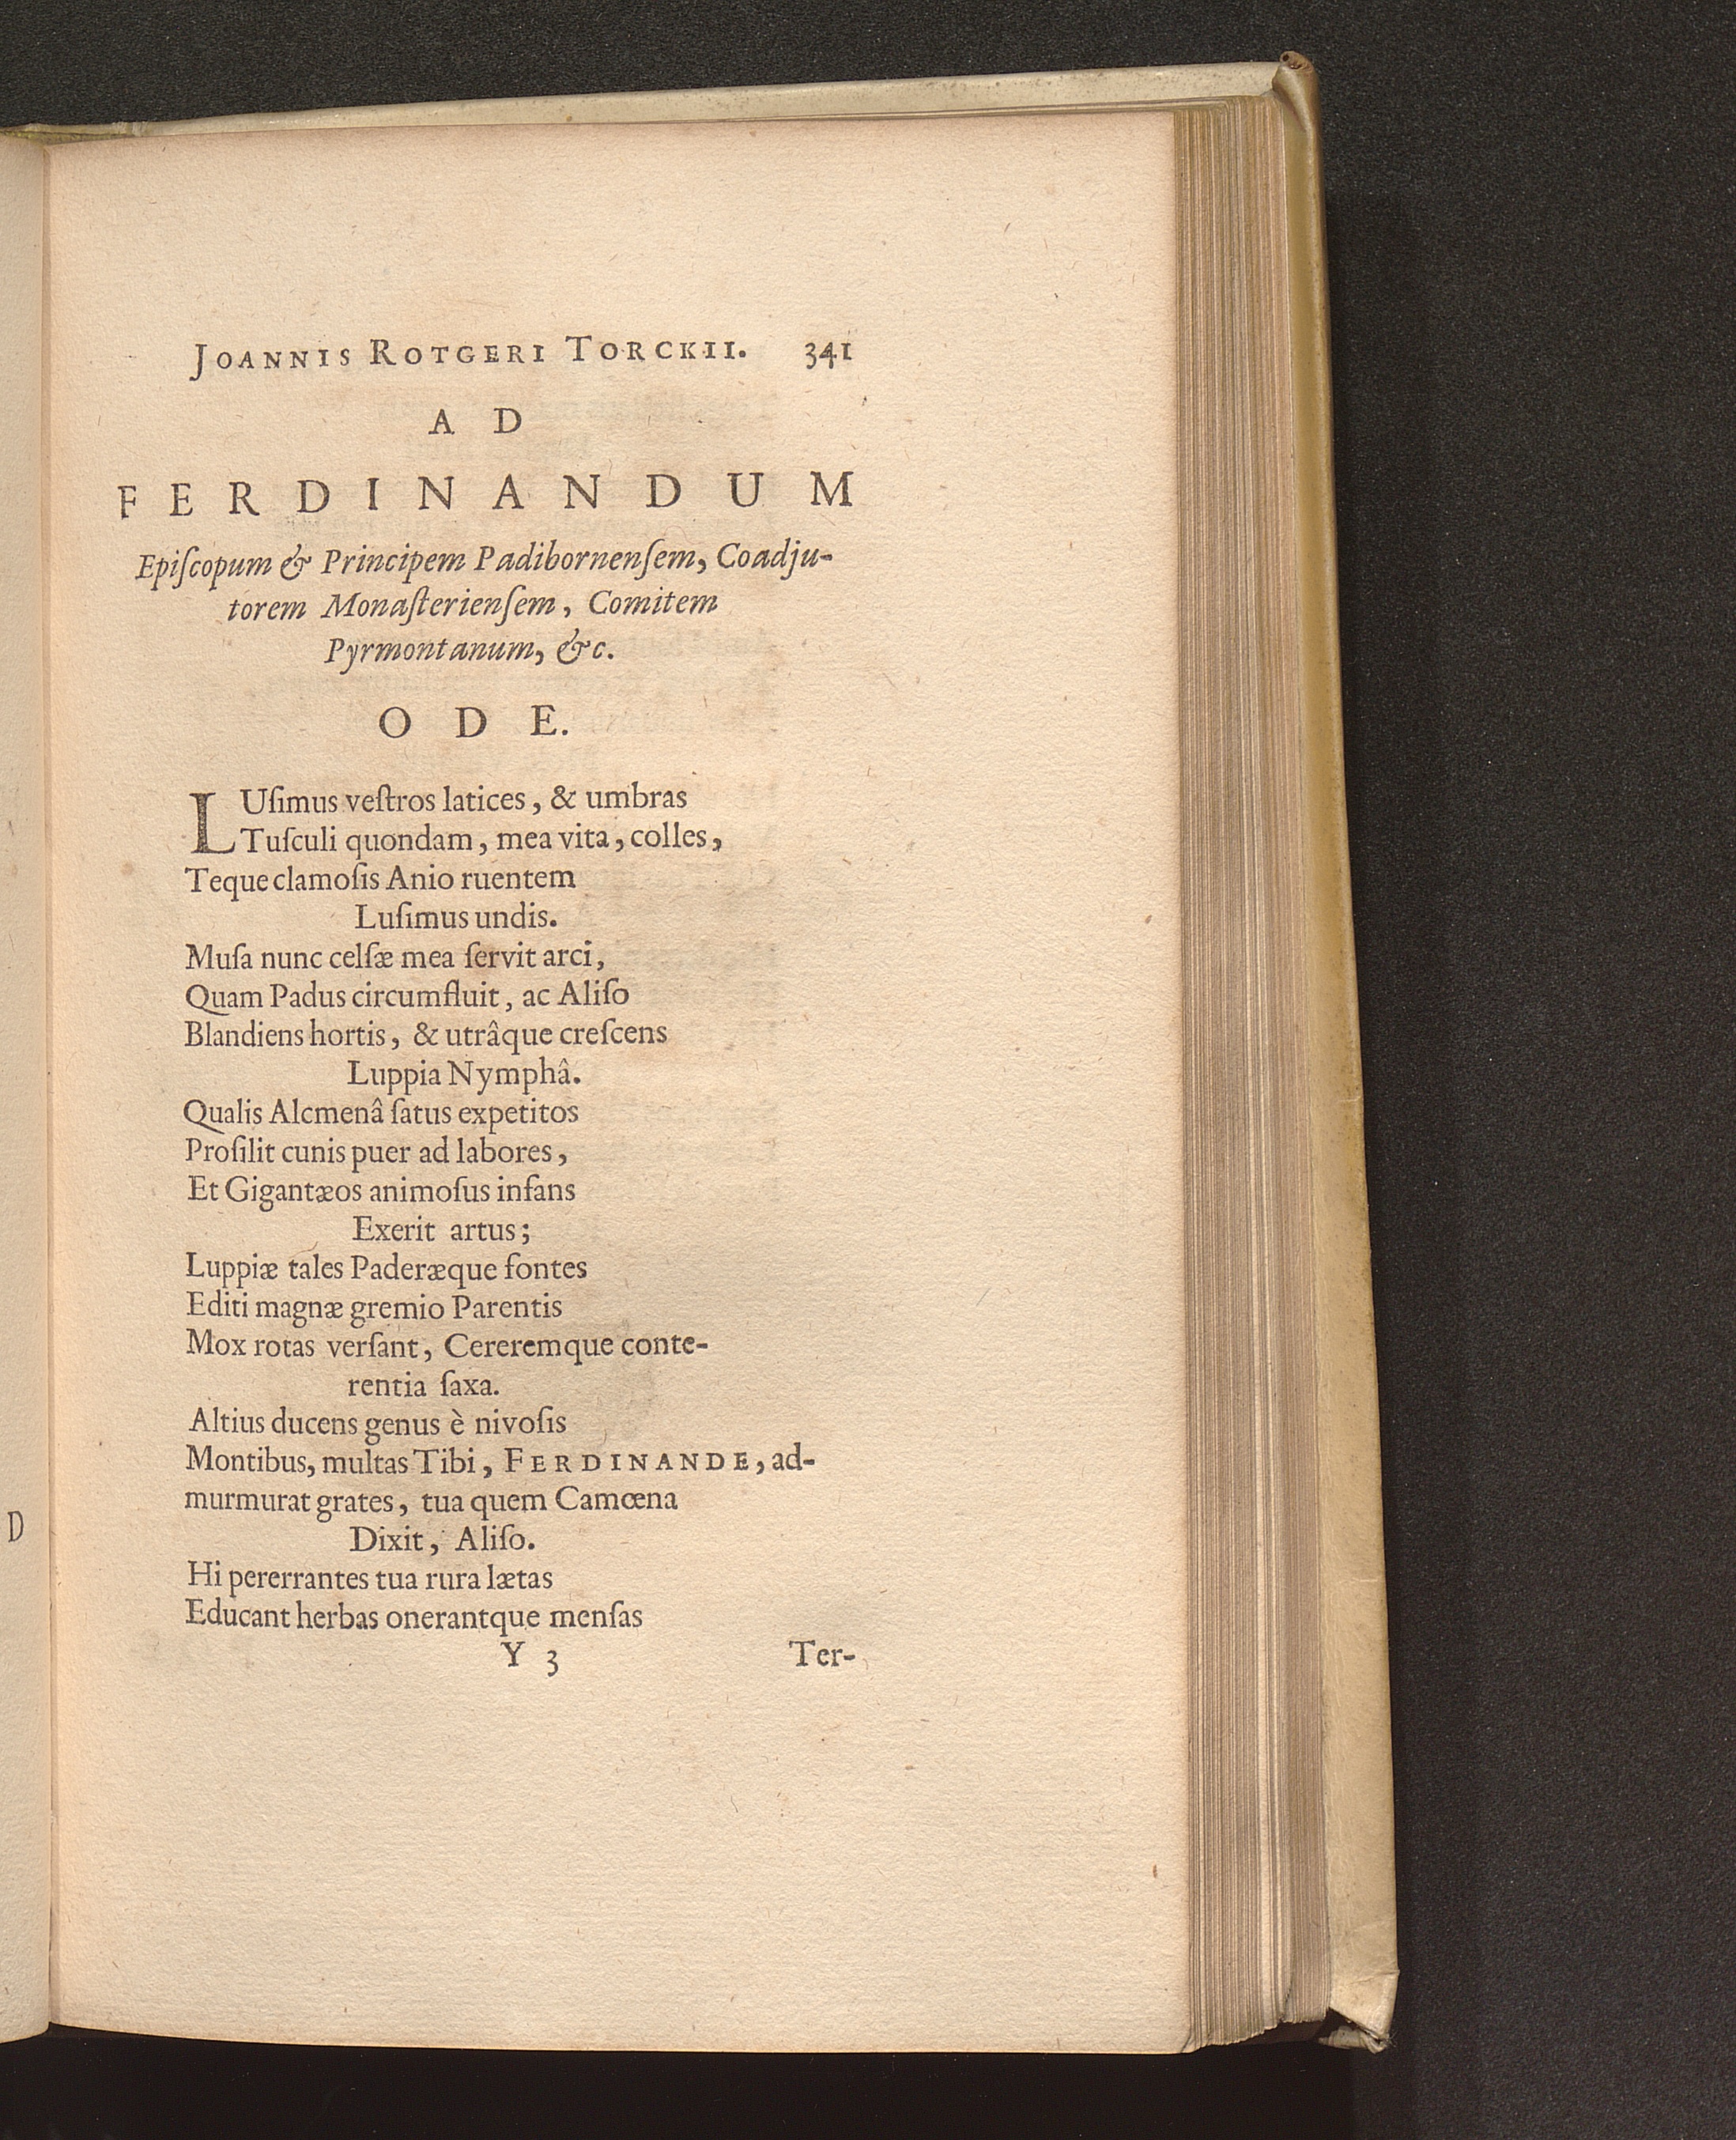 JOANNIS ROTGERI TORCKII. 341
A D
FERDINANDUM
Epiſcopum & Principem Padibornenſem, Coadju-
torem Monaſterienſem, Comitem
Pyrmontanum, &c.
O D E.
LUſimus veſtros latices, & umbras
Tuſculi quondam, mea vita, colles,
Teque clamoſis Anio ruentem
Luſimus undis.
Muſa nunc celſæ mea ſervit arci,
Quam Padus circumfluit, ac Aliſo
Blandiens hortis, & utrâque creſcens
Luppia Nymphâ.
Qualis Alcmenâ ſatus expetitos
Proſilit cunis puer ad labores,
Et Gigantæos animoſus infans
Exerit artus;
Luppiæ tales Paderæque fontes
Editi magnæ gremio Parentis
Mox rotas verſant, Cereremque conte-
rentia ſaxa.
Altius ducens genus è nivoſis
Montibus, multas Tibi, FERDINANDE, ad-
murmurat grates, tua quem Camœna
Dixit, Aliſo.
Hi pererrantes tua rura lætas
Educant herbas onerantque menſas
Y 3 Ter-
D